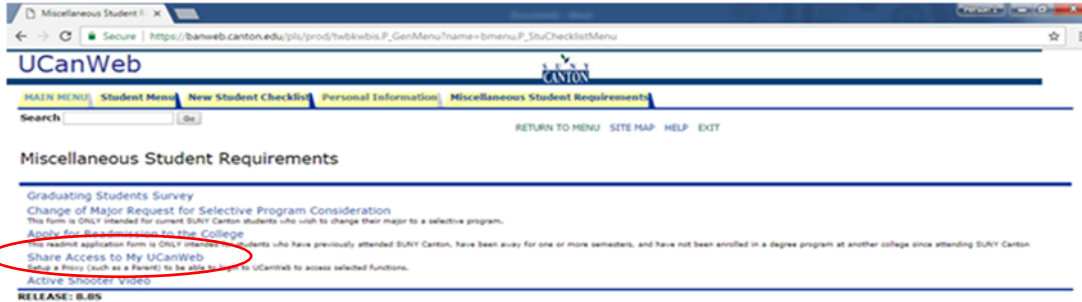 Miscellaneous Student R
Secure | https://banweb.canton.edu/pls/prod/twbkwbis.P_GenMenu?name=bmenu.P_StuChecklistMenu
UCanWeb
SUNY
CANTON
MAIN MENU Student Menu New Student Checklist Personal Information Miscellaneous Student Requirements
Search Go
RETURN TO MENU SITE MAP HELP EXIT
Miscellaneous Student Requirements
Graduating Students Survey
Change of Major Request for Selective Program Consideration
This form is ONLY intended for current SUNY Canton students who wish to change their major to a selective program.
Apply for Readmission to the College
This readmit application form is ONLY intended for students who have previously attended SUNY Canton, have been away for one or more semesters, and have not been enrolled in a degree program at another college since attending SUNY Canton
Share Access to My UCanWeb
Setup a Proxy (such as a Parent) to be able to login to UCanWeb to access selected functions.
Active Shooter Video
RELEASE: 8.8S